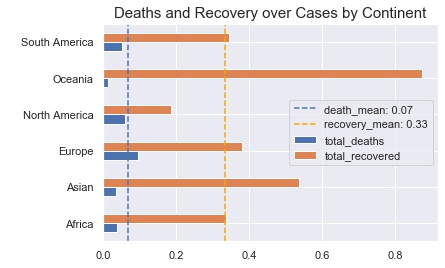 Deaths and Recovery over Cases by Continent
South America
Oceania
North America
Europe
Asian
Africa
death_mean: 0.07
recovery_mean: 0.33
total_deaths
total_recovered
0.0 0.2 0.4 0.6 0.8